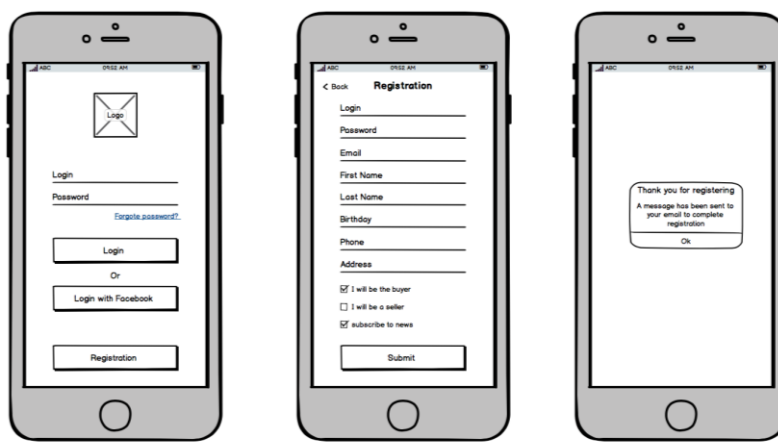 ABC 09:02 AM
Logo
Login
Password
Forgote password?
Login
Or
Login with Facebook
Registration
ABC 09:02 AM
< Back Registration
Login
Password
Email
First Name
Last Name
Birthday
Phone
Address
I will be the buyer
I will be a seller
subscribe to news
Submit
ABC 09:02 AM
Thank you for registering
A message has been sent to
your email to complete
registration
Ok